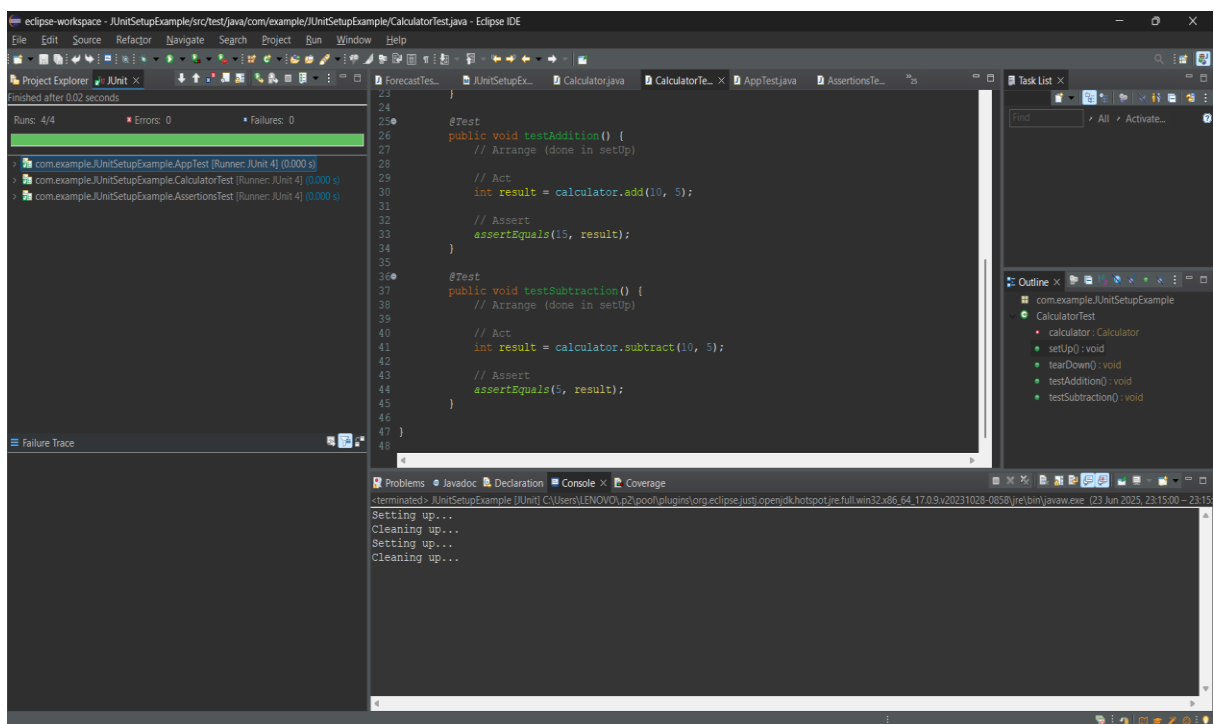 eclipse-workspace - JUnitSetupExample/src/test/java/com/example/JUnitSetupExample/CalculatorTest.java - Eclipse IDE
File Edit Source Refactor Navigate Search Project Run Window Help
Project Explorer JUnit
Finished after 0.02 seconds
Runs: 4/4 Errors: 0 Failures: 0
com.example.JUnitSetupExample.AppTest [Runner: JUnit 4] (0.000 s)
com.example.JUnitSetupExample.CalculatorTest [Runner: JUnit 4] (0.000 s)
com.example.JUnitSetupExample.AssertionsTest [Runner: JUnit 4] (0.000 s)
Failure Trace
ForecastTes... JUnitSetupEx... Calculator.java CalculatorTe... AppTest.java AssertionsTe... »25
23 }
24
25 @Test
26 public void testAddition() {
27 // Arrange (done in setUp)
28
29 // Act
30 int result = calculator.add(10, 5);
31
32 // Assert
33 assertEquals(15, result);
34 }
35
36 @Test
37 public void testSubtraction() {
38 // Arrange (done in setUp)
39
40 // Act
41 int result = calculator.subtract(10, 5);
42
43 // Assert
44 assertEquals(5, result);
45 }
46
47 }
48
Task List
Find All Activate...
Outline
com.example.JUnitSetupExample
CalculatorTest
calculator : Calculator
setUp() : void
tearDown() : void
testAddition() : void
testSubtraction() : void
Problems Javadoc Declaration Console Coverage
<terminated> JUnitSetupExample [JUnit] C:\Users\LENOVO\.p2\pool\plugins\org.eclipse.justj.openjdk.hotspot.jre.full.win32.x86_64_17.0.9.v20231028-0858\jre\bin\javaw.exe (23 Jun 2025, 23:15:00 – 23:15:
Setting up...
Cleaning up...
Setting up...
Cleaning up...